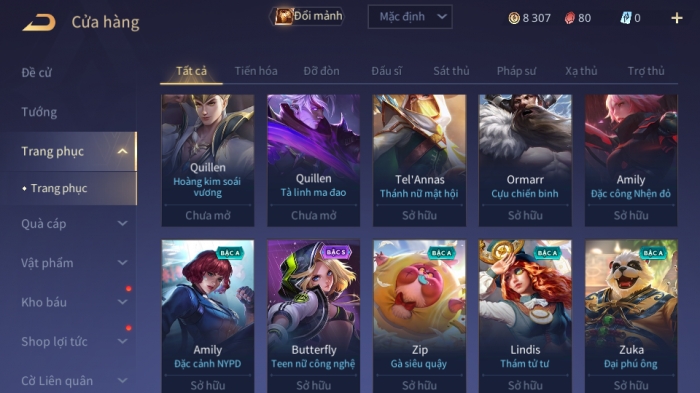 Cửa hàng
Đổi mảnh
Mặc định
8 307
80
0
Đề cử
Tướng
Trang phục
Trang phục
Quà cáp
Vật phẩm
Kho báu
Shop lợi tức
Cờ Liên quân
Tất cả
Tiến hóa
Đỡ đòn
Đấu sĩ
Sát thủ
Pháp sư
Xạ thủ
Trợ thủ
Quillen
Hoàng kim soái
vương
Chưa mở
Quillen
Tà linh ma đao
Chưa mở
Tel'Annas
Thánh nữ mật hội
Sở hữu
Ormarr
Cựu chiến binh
Sở hữu
Amily
Đặc công Nhện đỏ
Sở hữu
BẬC A
Amily
Đặc cảnh NYPD
Sở hữu
BẬC S
Butterfly
Teen nữ công nghệ
Sở hữu
BẬC A
Zip
Gà siêu quậy
Sở hữu
BẬC A
Lindis
Thám tử tư
Sở hữu
BẬC A
Zuka
Đại phú ông
Sở hữu